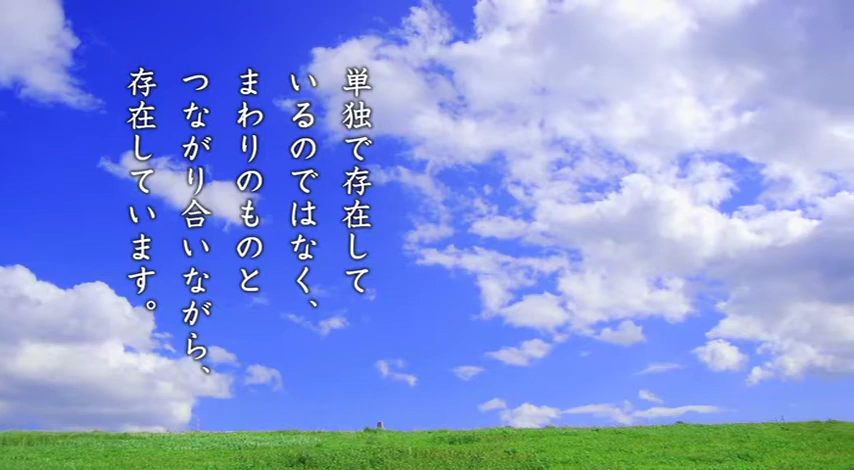 単独で存在して
いるのではなく、
まわりのものと
つながり合いながら、
存在しています。